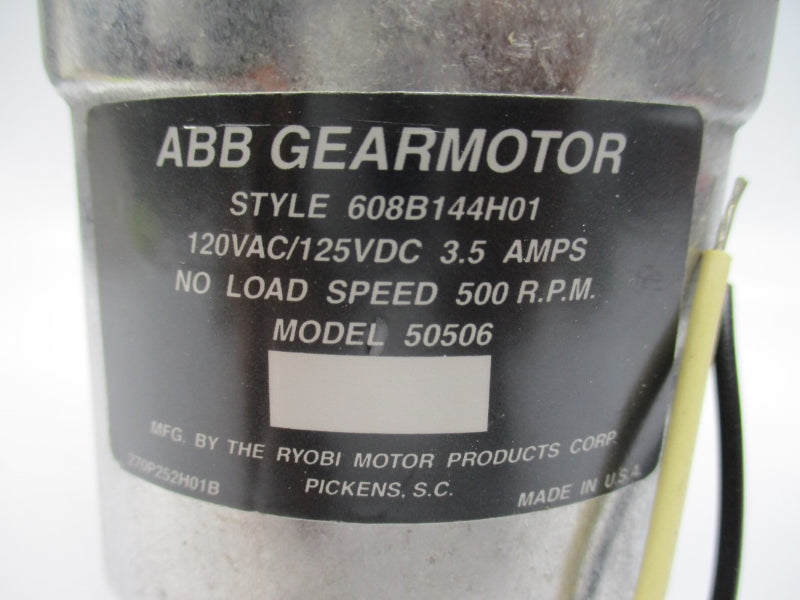 ABB GEARMOTOR
STYLE 608B144H01
120VAC/125VDC 3.5 AMPS
NO LOAD SPEED 500 R.P.M.
MODEL 50506
MFG. BY THE RYOBI MOTOR PRODUCTS CORP.
270P252H01B
PICKENS, S.C.
MADE IN U.S.A.